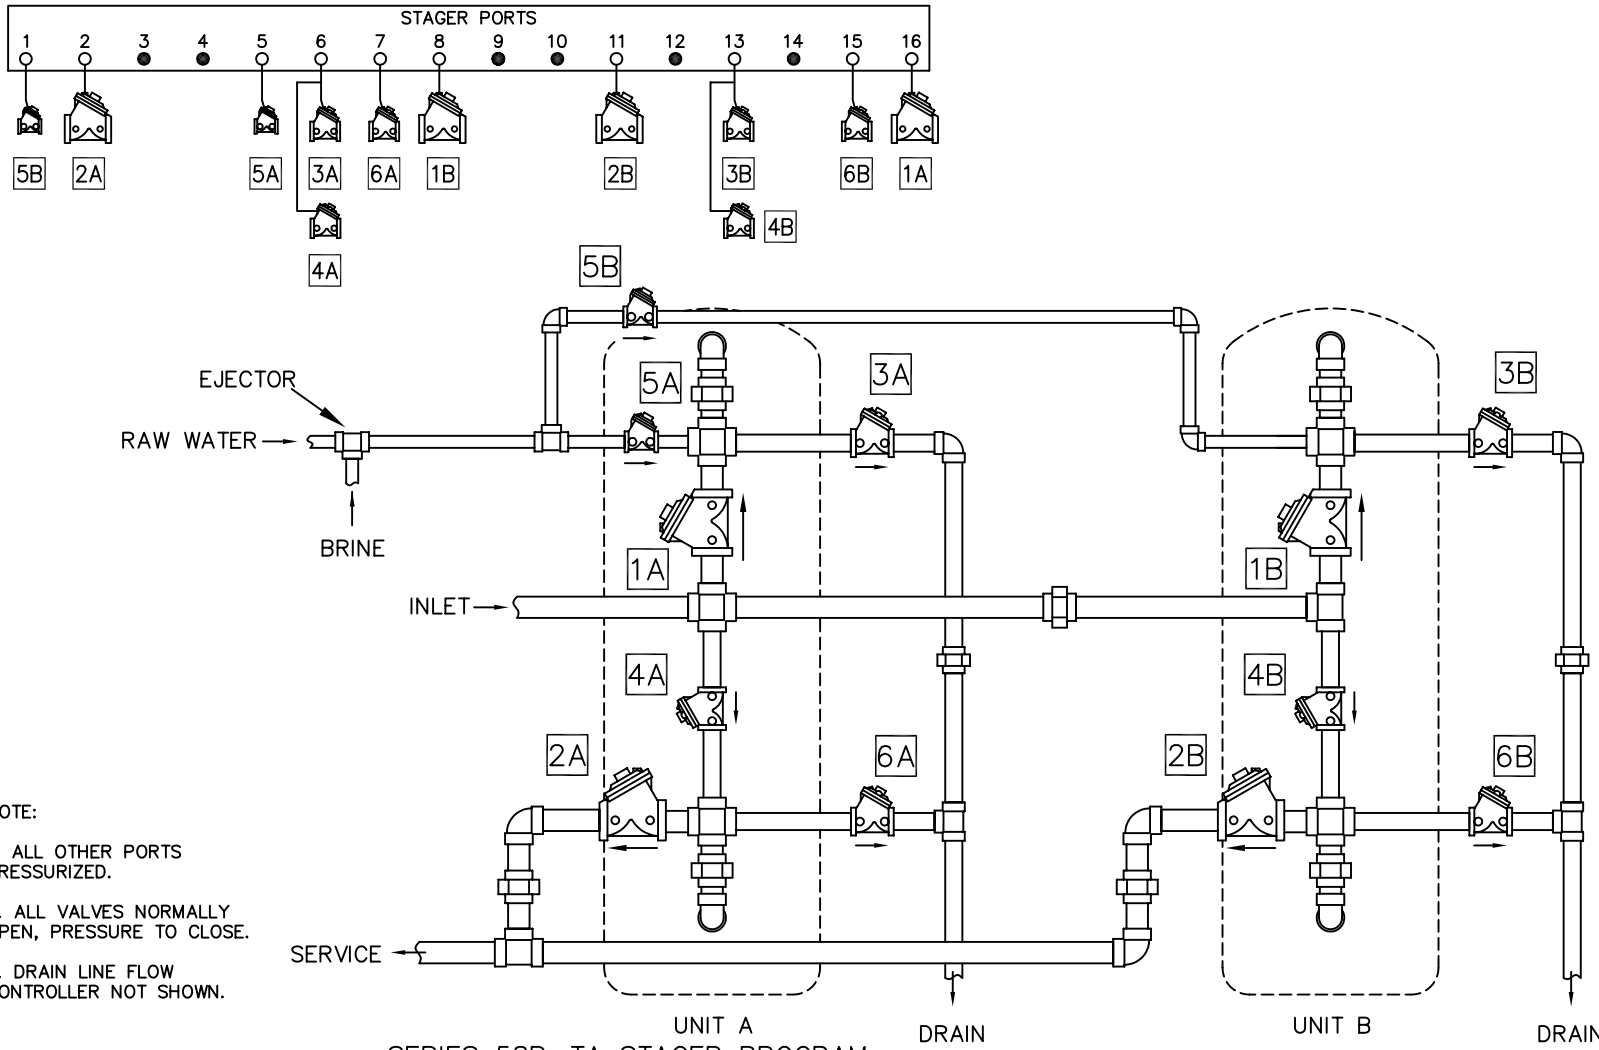 STAGER PORTS
1 2 3 4 5 6 7 8 9 10 11 12 13 14 15 16
5B 2A 5A 3A 6A 1B 2B 3B 6B 1A
4A 4B
5B
5A 3A 3B
EJECTOR
RAW WATER
BRINE
1A 1B
INLET
4A 4B
2A 6A 2B 6B
OTE:
ALL OTHER PORTS
RESSURIZED.
. ALL VALVES NORMALLY
PEN, PRESSURE TO CLOSE.
. DRAIN LINE FLOW
ONTROLLER NOT SHOWN.
SERVICE
UNIT A DRAIN UNIT B DRAIN
STAGER PROGRAM